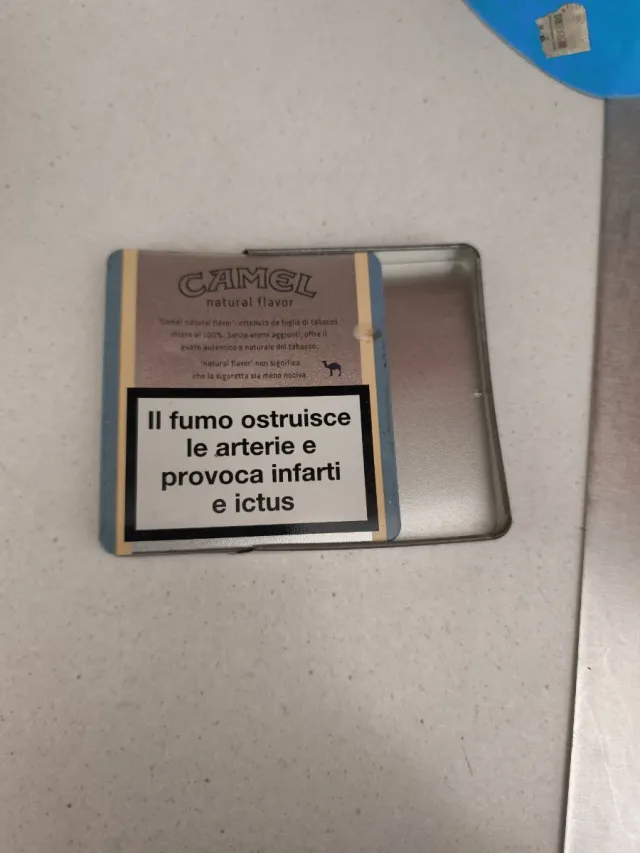 CAMEL
natural flavor
"Camel natural flavor": ottenuta da foglie di tabacco
chiaro al 100%. Senza aromi aggiunti, offre il
gusto autentico e naturale del tabacco.
"natural flavor" non significa
che la sigaretta sia meno nociva.
Il fumo ostruisce
le arterie e
provoca infarti
e ictus